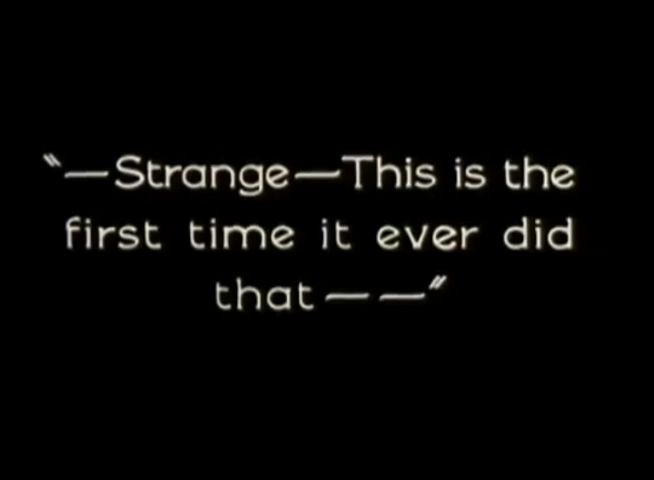 "—Strange—This is the
first time it ever did
that— —"